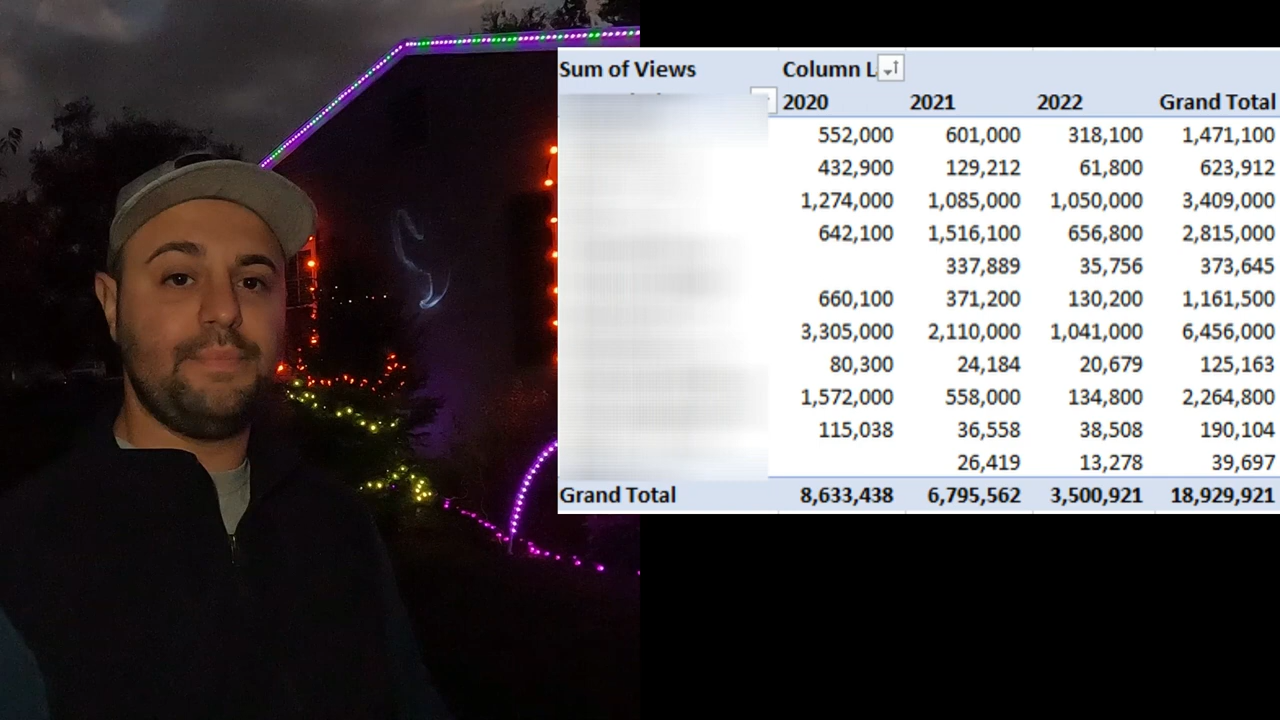 Sum of Views Column L
2020 2021 2022 Grand Total
552,000 601,000 318,100 1,471,100
432,900 129,212 61,800 623,912
1,274,000 1,085,000 1,050,000 3,409,000
642,100 1,516,100 656,800 2,815,000
337,889 35,756 373,645
660,100 371,200 130,200 1,161,500
3,305,000 2,110,000 1,041,000 6,456,000
80,300 24,184 20,679 125,163
1,572,000 558,000 134,800 2,264,800
115,038 36,558 38,508 190,104
26,419 13,278 39,697
Grand Total 8,633,438 6,795,562 3,500,921 18,929,921